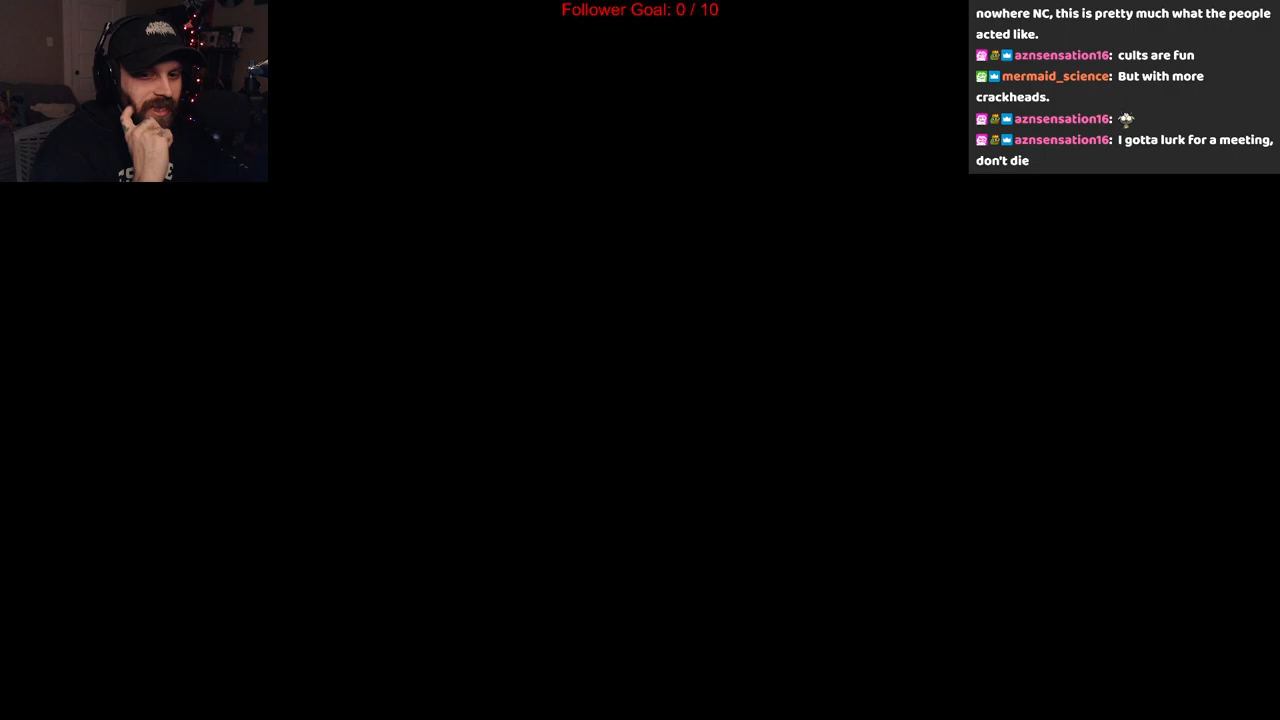 Follower Goal: 0 / 10
nowhere NC, this is pretty much what the people
acted like.
aznsensation16: cults are fun
mermaid_science: But with more
crackheads.
aznsensation16:
aznsensation16: I gotta lurk for a meeting,
don't die